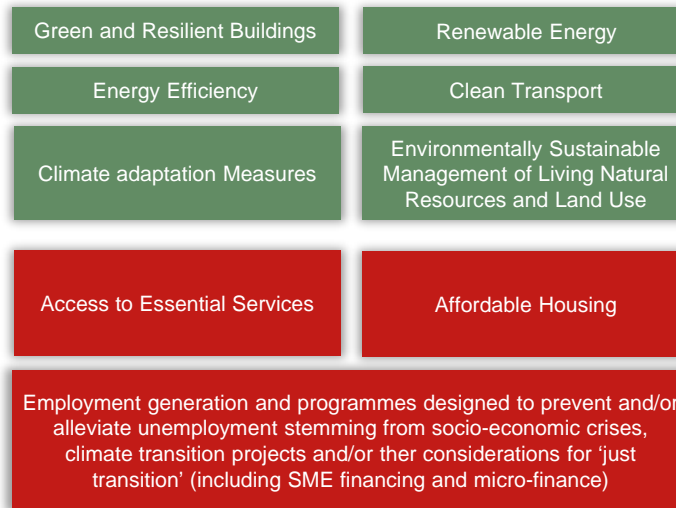 Green and Resilient Buildings
Renewable Energy
Energy Efficiency
Clean Transport
Climate adaptation Measures
Environmentally Sustainable
Management of Living Natural
Resources and Land Use
Access to Essential Services
Affordable Housing
Employment generation and programmes designed to prevent and/or
alleviate unemployment stemming from socio-economic crises,
climate transition projects and/or ther considerations for ‘just
transition’ (including SME financing and micro-finance)